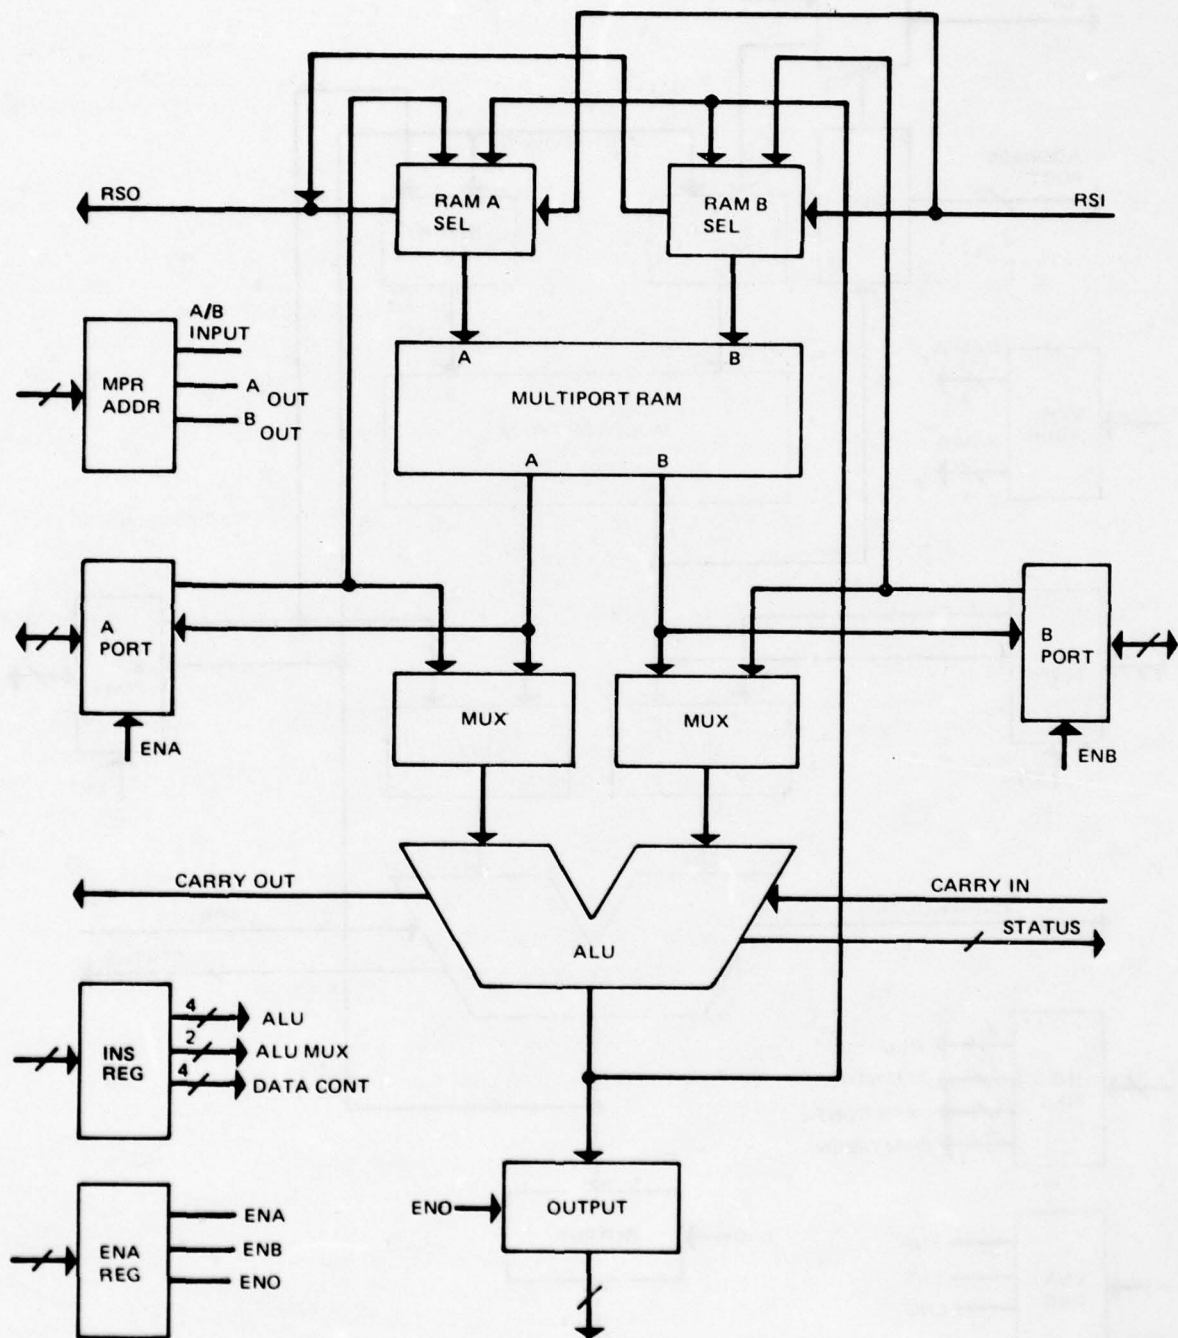 RSO
RAM A
SEL
RAM B
SEL
RSI
A/B
INPUT
MPR
ADDR
A OUT
B OUT
A
B
MULTIPORT RAM
A
B
A
PORT
B
PORT
MUX
MUX
ENA
ENB
CARRY OUT
CARRY IN
STATUS
ALU
INS
REG
4
ALU
2
ALU MUX
4
DATA CONT
ENA
REG
ENA
ENB
ENO
ENO
OUTPUT